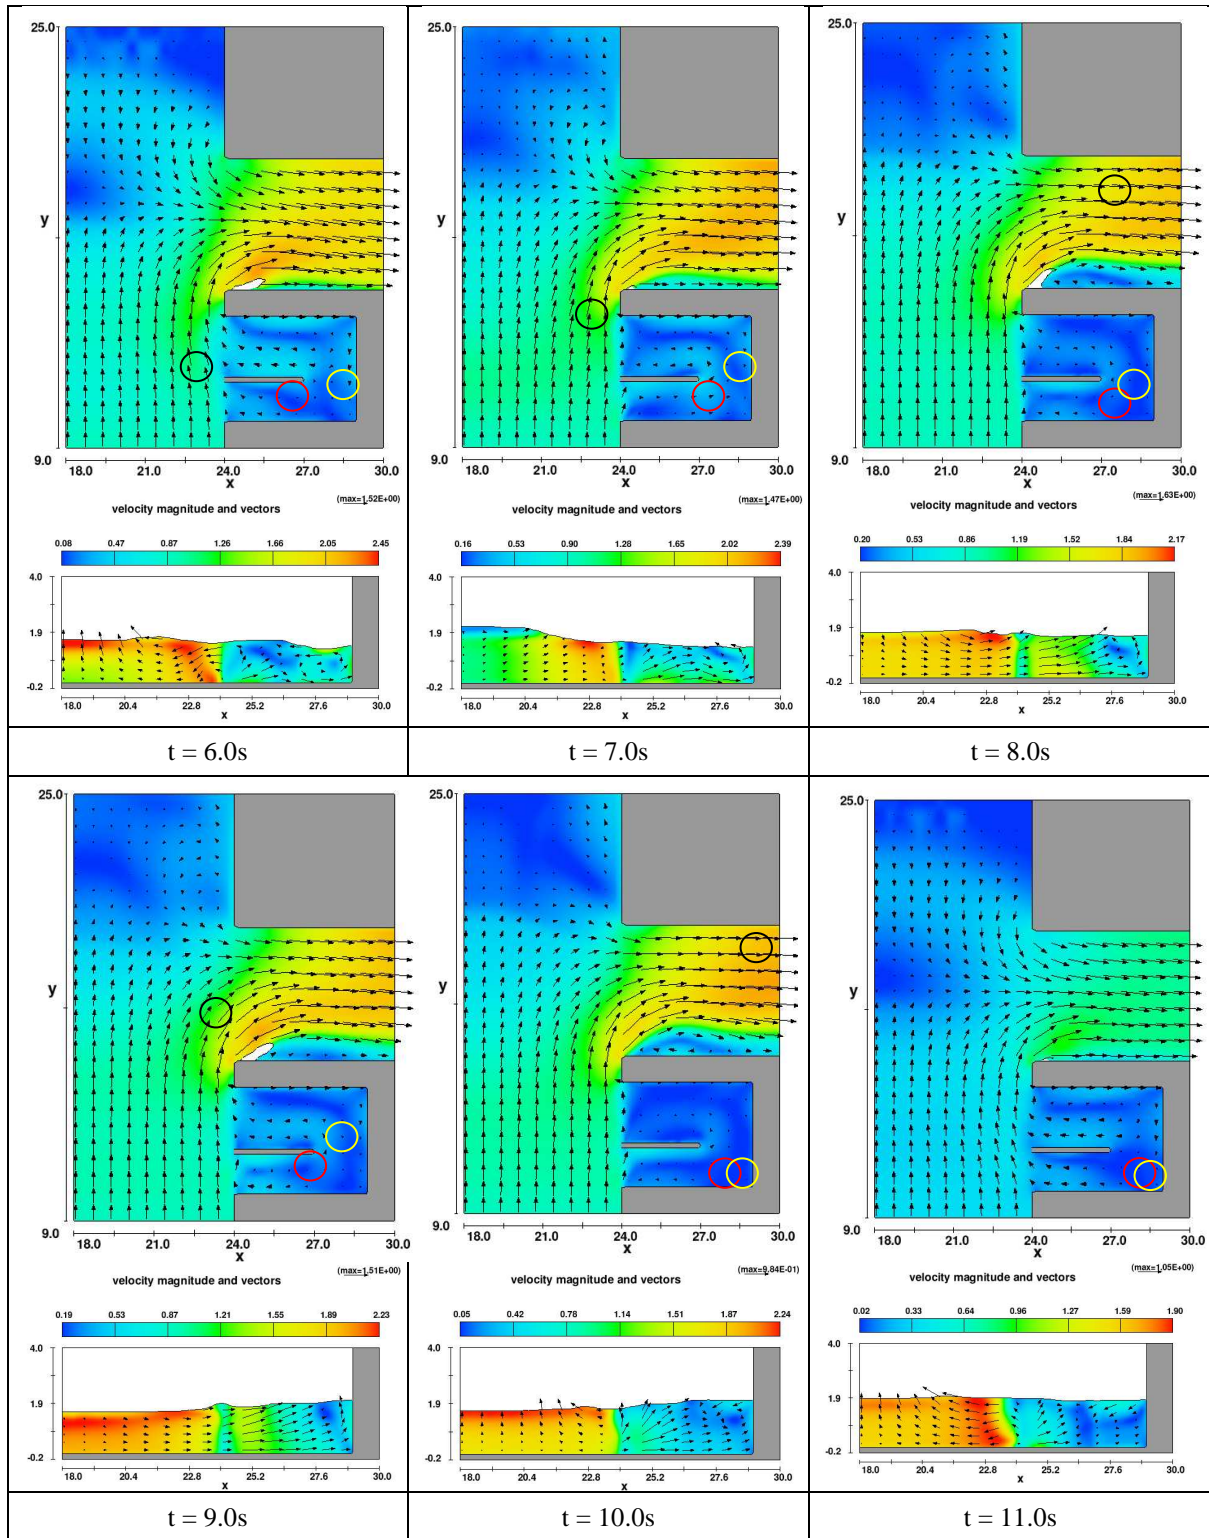 25.0
y
9.0
18.0 21.0 24.0 27.0 30.0
x
(max=1.52E+00)
velocity magnitude and vectors
0.08 0.47 0.87 1.26 1.66 2.05 2.45
4.0
1.9
-0.2
18.0 20.4 22.8 25.2 27.6 30.0
x
25.0
y
9.0
18.0 21.0 24.0 27.0 30.0
x
(max=1.47E+00)
velocity magnitude and vectors
0.16 0.53 0.90 1.28 1.65 2.02 2.39
4.0
1.9
-0.2
18.0 20.4 22.8 25.2 27.6 30.0
x
25.0
y
9.0
18.0 21.0 24.0 27.0 30.0
x
(max=1.63E+00)
velocity magnitude and vectors
0.20 0.53 0.86 1.19 1.51 1.84 2.17
4.0
1.9
-0.2
18.0 20.4 22.8 25.2 27.6 30.0
x
t = 6.0s
t = 7.0s
t = 8.0s
25.0
y
9.0
18.0 21.0 24.0 27.0 30.0
x
(max=1.51E+00)
velocity magnitude and vectors
0.19 0.53 0.87 1.21 1.55 1.89 2.23
4.0
1.9
-0.2
18.0 20.4 22.8 25.2 27.6 30.0
x
25.0
y
9.0
18.0 21.0 24.0 27.0 30.0
x
(max=9.84E-01)
velocity magnitude and vectors
0.05 0.42 0.78 1.14 1.51 1.87 2.24
4.0
1.9
-0.2
18.0 20.4 22.8 25.2 27.6 30.0
x
25.0
y
9.0
18.0 21.0 24.0 27.0 30.0
x
(max=1.05E+00)
velocity magnitude and vectors
0.02 0.33 0.64 0.96 1.27 1.59 1.90
4.0
1.9
-0.2
18.0 20.4 22.8 25.2 27.6 30.0
x
t = 9.0s
t = 10.0s
t = 11.0s